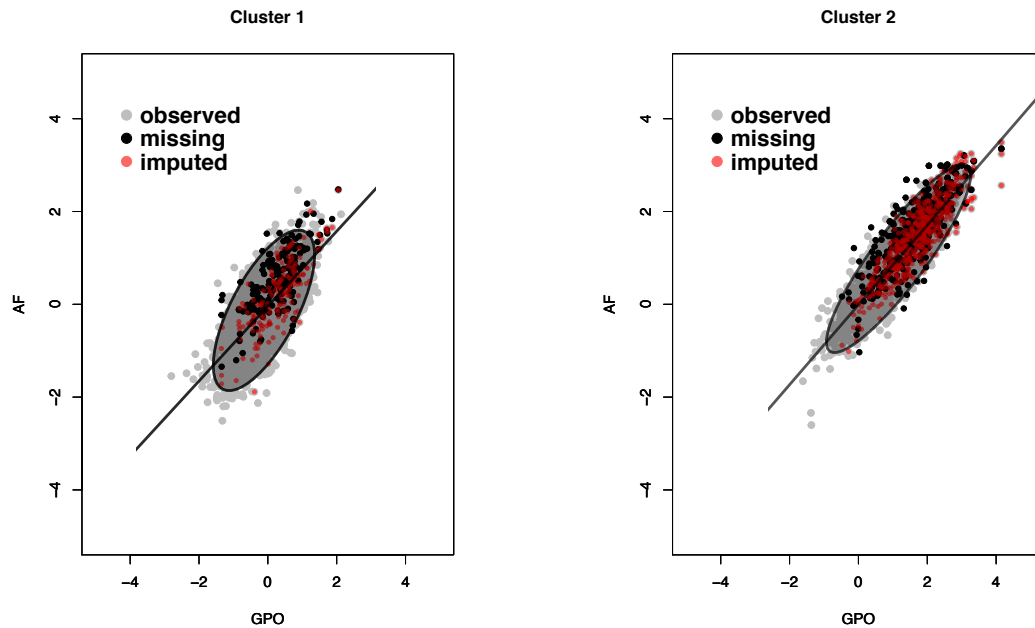 Cluster 1
AF
4
2
0
−2
−4
observed
missing
imputed
−4 −2 0 2 4
GPO
Cluster 2
AF
4
2
0
−2
−4
observed
missing
imputed
−4 −2 0 2 4
GPO